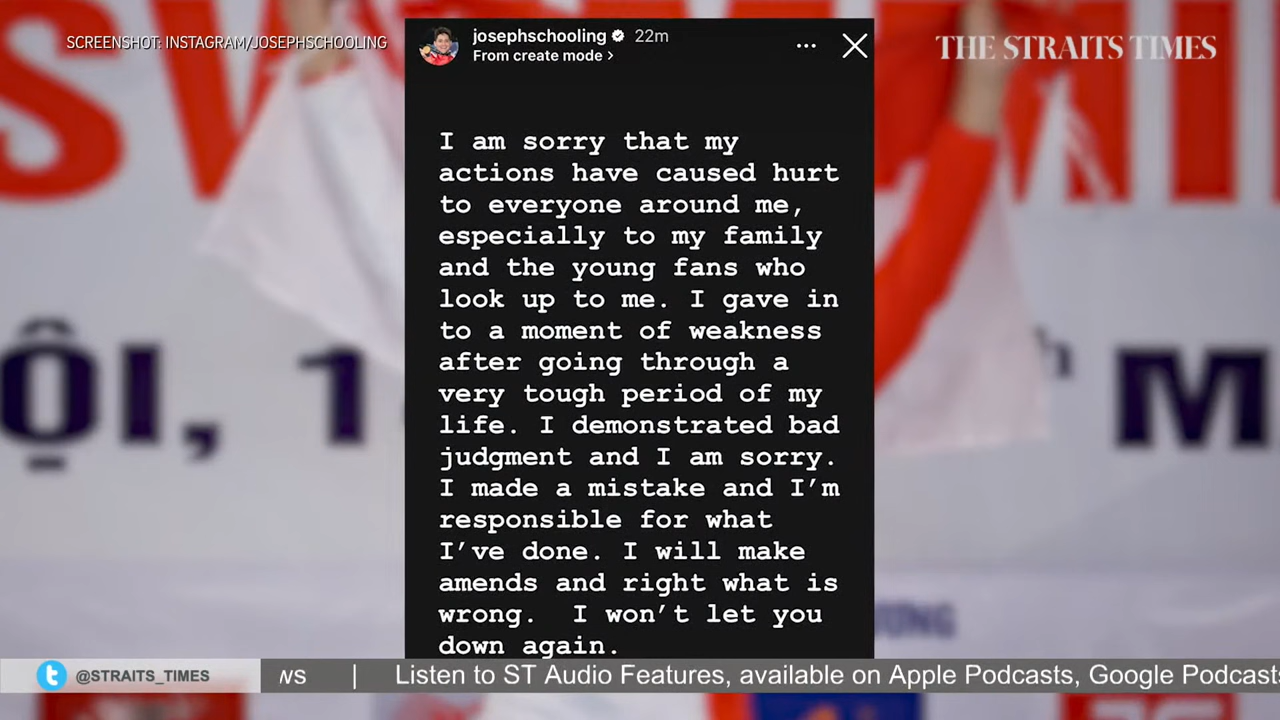 SCREENSHOT: INSTAGRAM/JOSEPHSCHOOLING
josephschooling 22m
From create mode >
THE STRAITS TIMES
I am sorry that my
actions have caused hurt
to everyone around me,
especially to my family
and the young fans who
look up to me. I gave in
to a moment of weakness
after going through a
very tough period of my
life. I demonstrated bad
judgment and I am sorry.
I made a mistake and I’m
responsible for what
I’ve done. I will make
amends and right what is
wrong.  I won’t let you
down again.
ỘI, 1
M
@STRAITS_TIMES
ws | Listen to ST Audio Features, available on Apple Podcasts, Google Podcasts